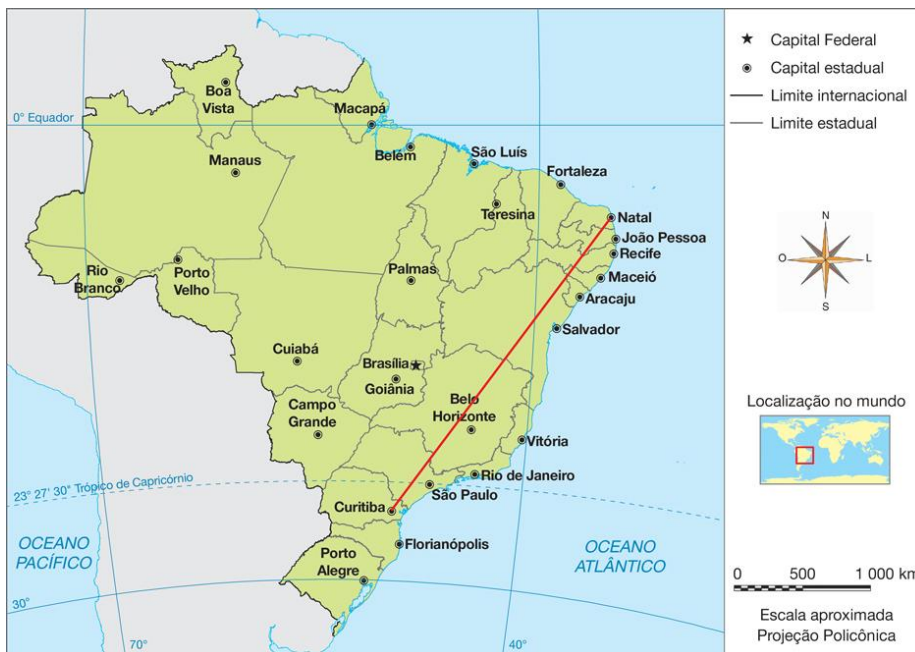 Capital Federal
Capital estadual
Limite internacional
Limite estadual
Boa
Vista
Macapá
0° Equador
Belém
São Luís
Manaus
Fortaleza
Teresina
Natal
João Pessoa
Recife
Rio
Branco
Porto
Velho
Palmas
Maceió
Aracaju
Salvador
Cuiabá
Brasília
Goiânia
Campo
Grande
Belo
Horizonte
Vitória
Rio de Janeiro
São Paulo
23° 27' 30" Trópico de Capricórnio
Curitiba
Florianópolis
Porto
Alegre
OCEANO
PACÍFICO
OCEANO
ATLÂNTICO
30°
70°
40°
N
O
L
S
Localização no mundo
0 500 1 000 km
Escala aproximada
Projeção Policônica